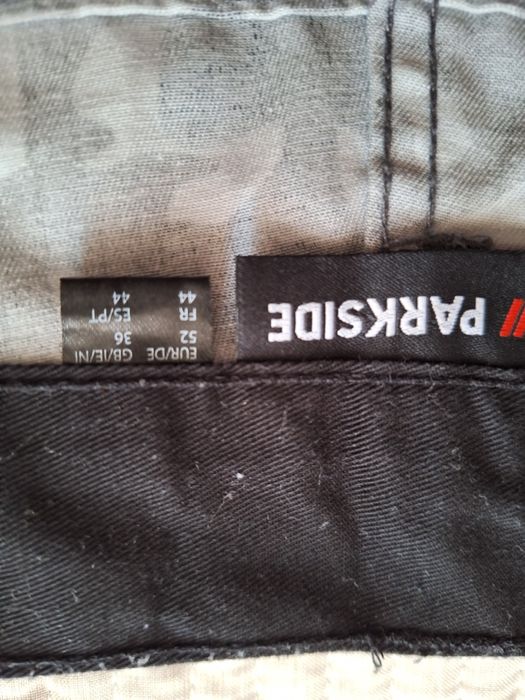 /// PARKSIDE
EUR/DE GB/IE/NI
52 36
FR ES/PT
44 44